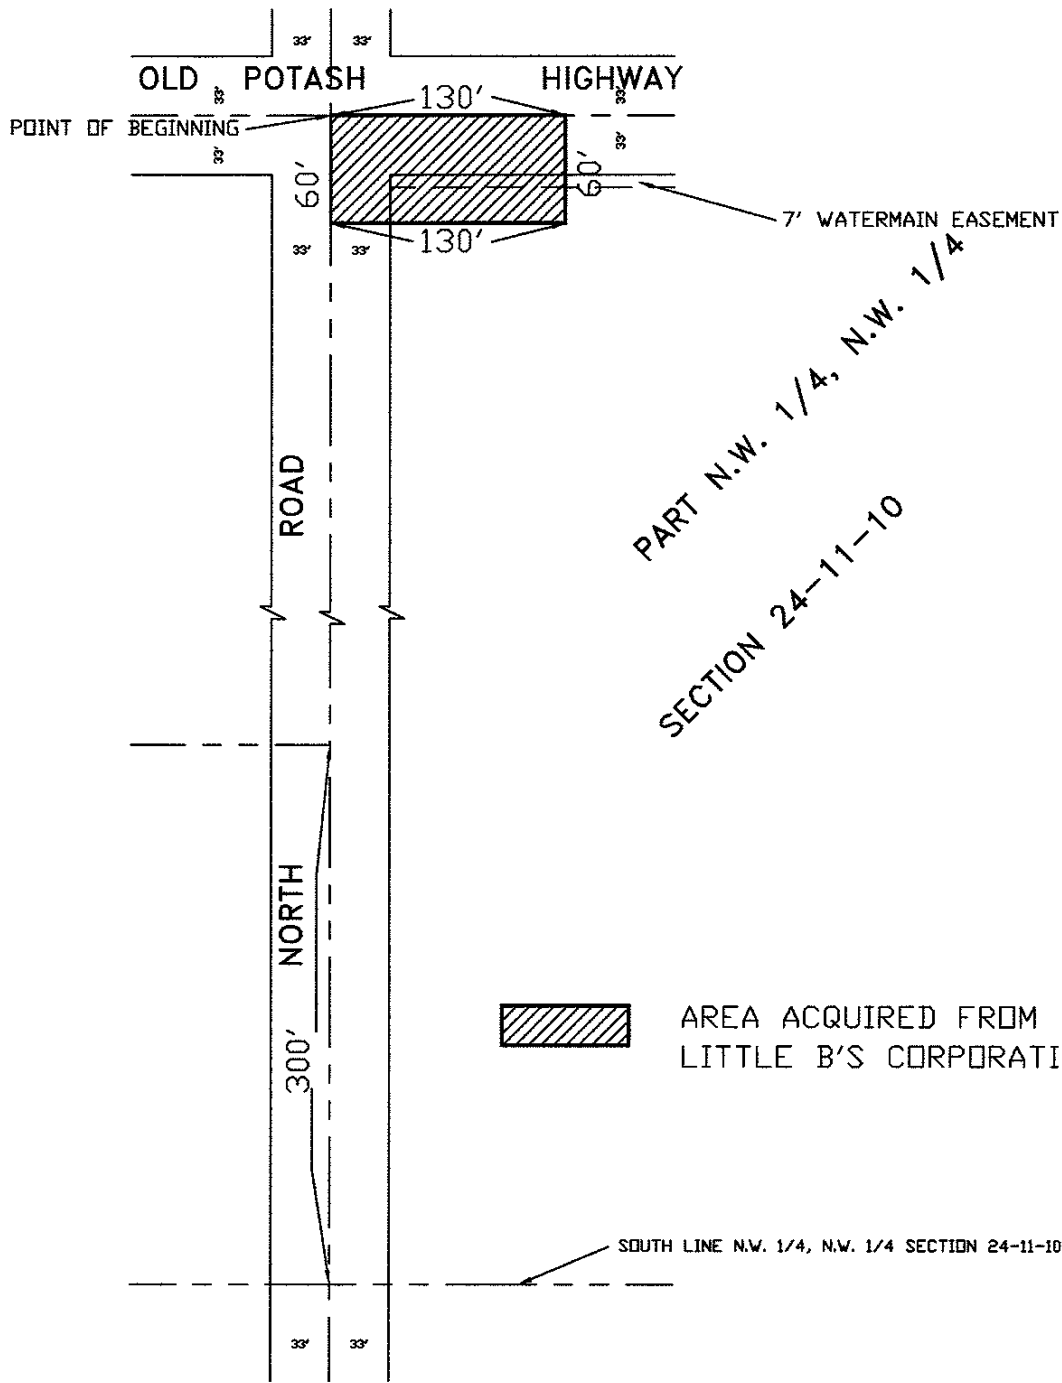 33' 33'
OLD POTASH HIGHWAY
33' 33'
130'
POINT OF BEGINNING
33' 33'
60' 60'
7' WATERMAIN EASEMENT
130'
33' 33'
PART N.W. 1/4, N.W. 1/4
SECTION 24-11-10
ROAD
NORTH
300'
AREA ACQUIRED FROM
LITTLE B'S CORPORATI
SOUTH LINE N.W. 1/4, N.W. 1/4 SECTION 24-11-10
33' 33'